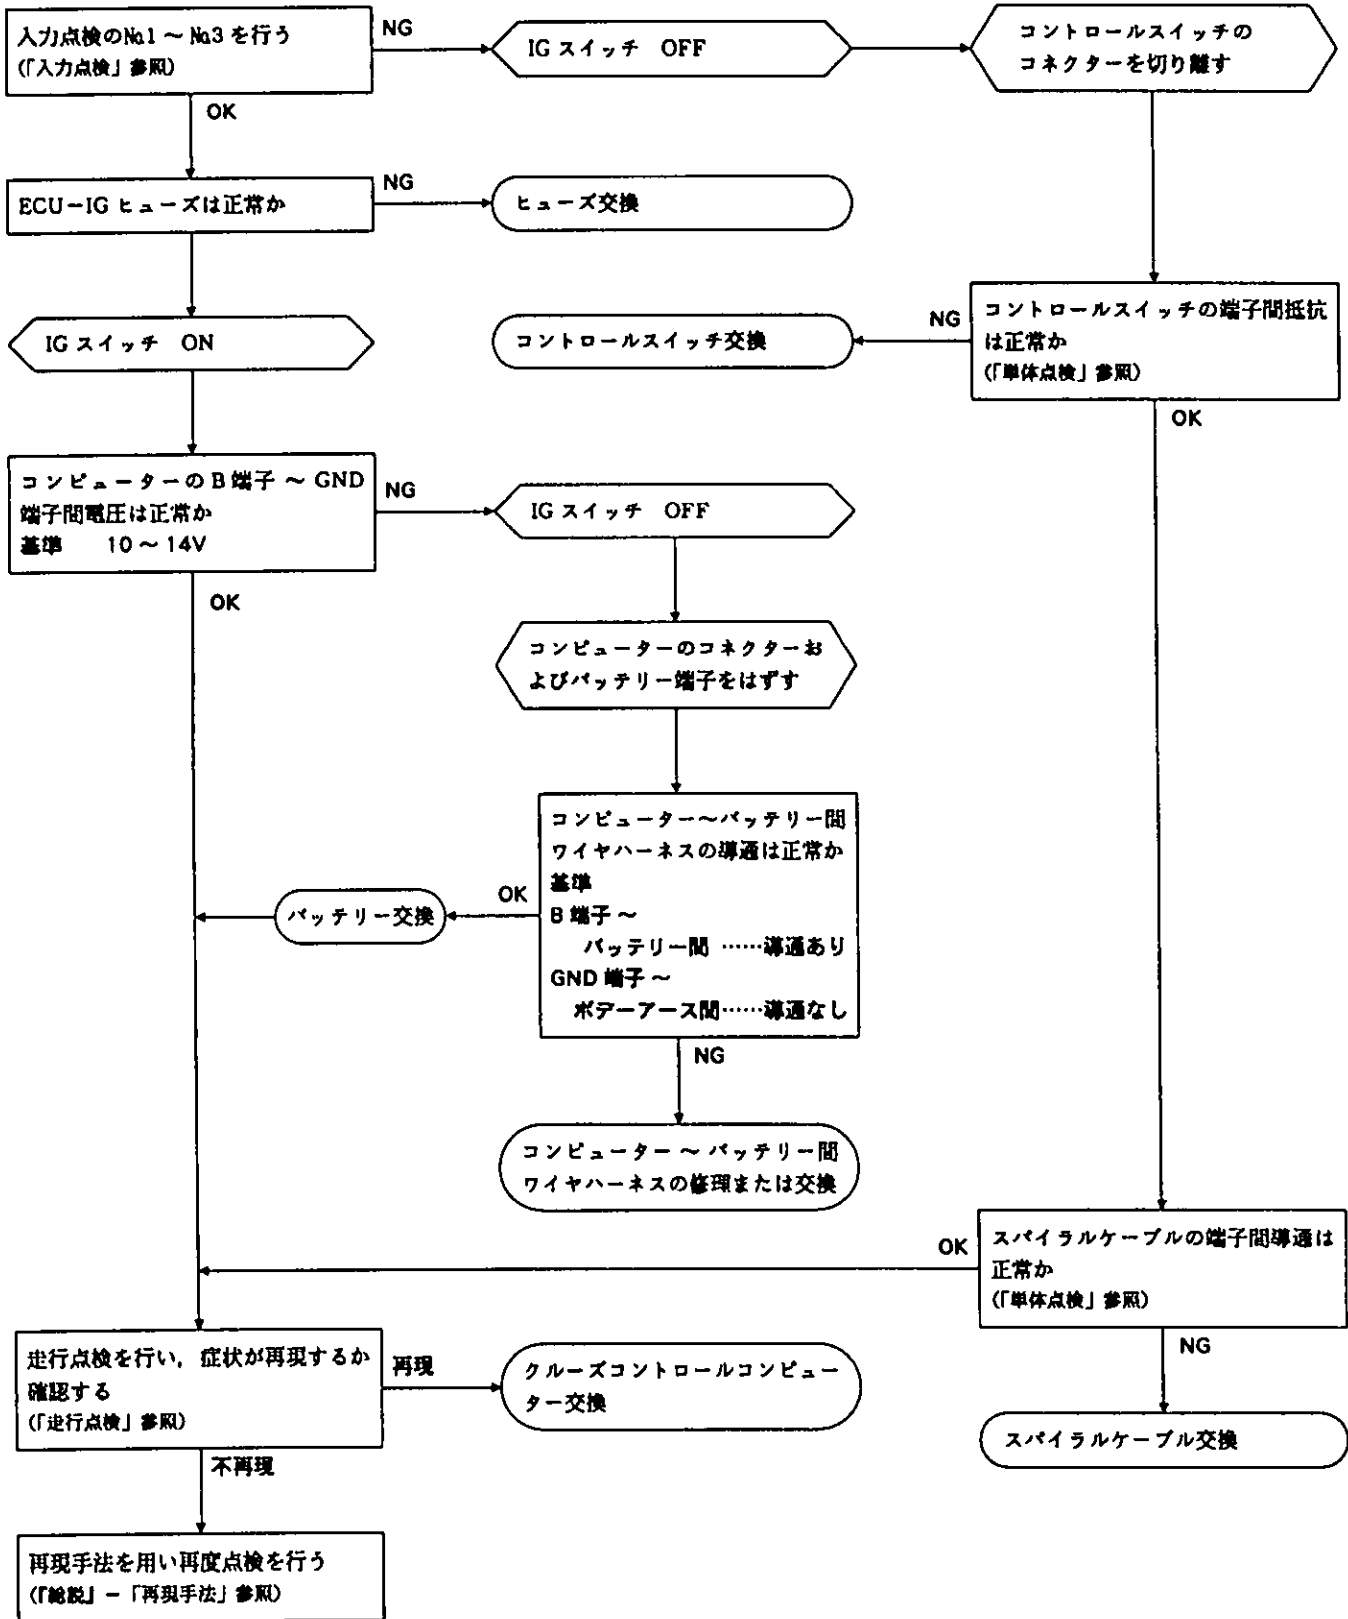 入力点検の№1～№3を行う
(「入力点検」参照)
NG
IG スイッチ OFF
コントロールスイッチの
コネクターを切り離す
OK
ECU－IG ヒューズは正常か
NG
ヒューズ交換
IG スイッチ ON
コントロールスイッチ交換
NG
コントロールスイッチの端子間抵抗
は正常か
(「単体点検」参照)
OK
コンピューターの B 端子 ～ GND
端子間電圧は正常か
基準 10～14V
NG
IG スイッチ OFF
OK
コンピューターのコネクターお
よびバッテリー端子をはずす
コンピューター～バッテリー間
ワイヤハーネスの導通は正常か
基準
B 端子～
バッテリー間 ……導通あり
GND 端子～
ボデーアース間……導通なし
OK
バッテリー交換
NG
コンピューター ～ バッテリー間
ワイヤハーネスの修理または交換
OK
スパイラルケーブルの端子間導通は
正常か
(「単体点検」参照)
NG
スパイラルケーブル交換
走行点検を行い，症状が再現するか
確認する
(「走行点検」参照)
再現
クルーズコントロールコンピュー
ター交換
不再現
再現手法を用い再度点検を行う
(『総説』－「再現手法」参照)